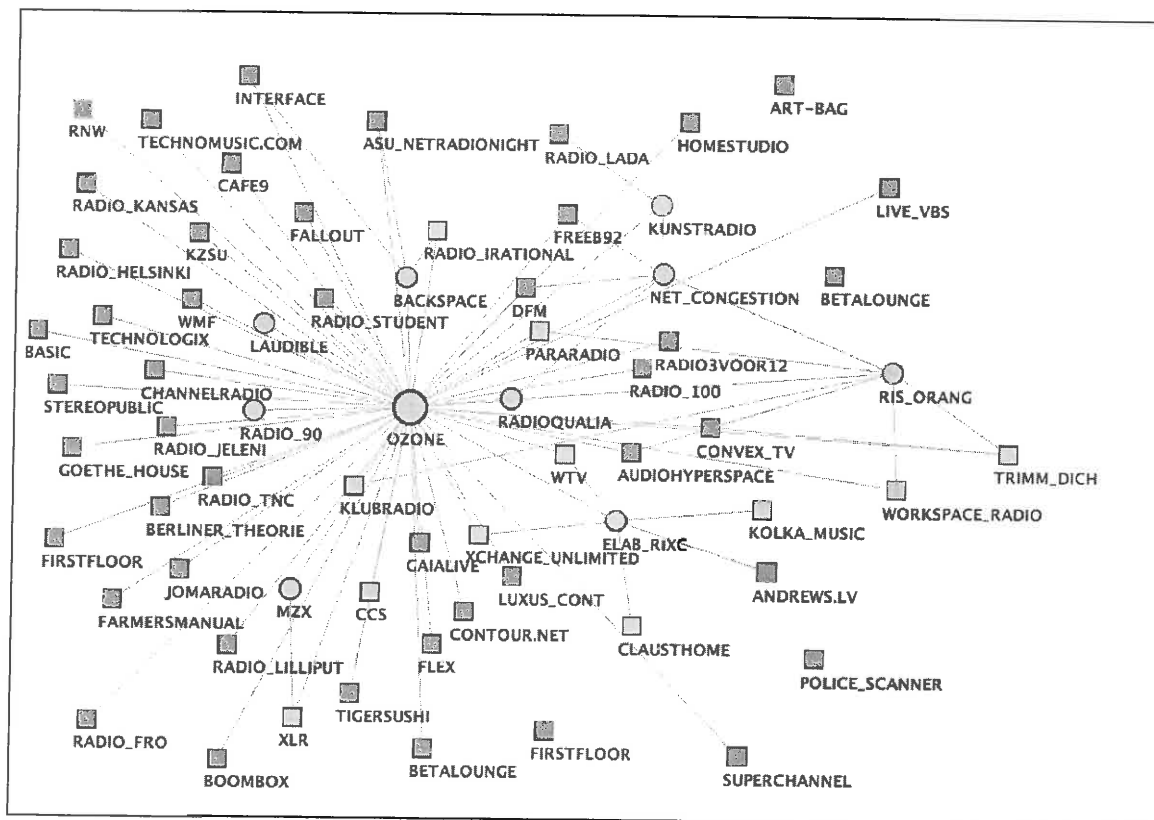 INTERFACE
ART-BAG
RNW
TECHNOMUSIC.COM
ASU_NETRADIONIGHT
RADIO_LADA
HOMESTUDIO
CAFE9
RADIO_KANSAS
FALLOUT
FREEB92
KUNSTRADIO
LIVE_VBS
KZSU
RADIO_IRATIONAL
RADIO_HELSINKI
BACKSPACE
NET_CONGESTION
BETALOUNGE
WMF
RADIO_STUDENT
DFM
TECHNOLOGIX
LAUDIBLE
BASIC
PARARADIO
RADIO3VOOR12
CHANNELRADIO
RADIO_100
STEREOPUBLIC
RIS_ORANG
RADIO_90
OZONE
RADIOQUALIA
RADIO_JELENI
GOETHE_HOUSE
CONVEX_TV
WTV
AUDIOHYPERSPACE
TRIMM_DICH
RADIO_TNC
KLUBRADIO
WORKSPACE_RADIO
BERLINER_THEORIE
KOLKA_MUSIC
FIRSTFLOOR
XCHANGE_UNLIMITED
ELAB_RIXC
GAIALIVE
JOMARADIO
LUXUS_CONT
ANDREWS.LV
MZX
CCS
FARMERSMANUAL
CONTOUR.NET
CLAUSTHOME
RADIO_LILLIPUT
FLEX
POLICE_SCANNER
TIGERSUSHI
RADIO_FRO
XLR
FIRSTFLOOR
BETALOUNGE
BOOMBOX
SUPERCHANNEL